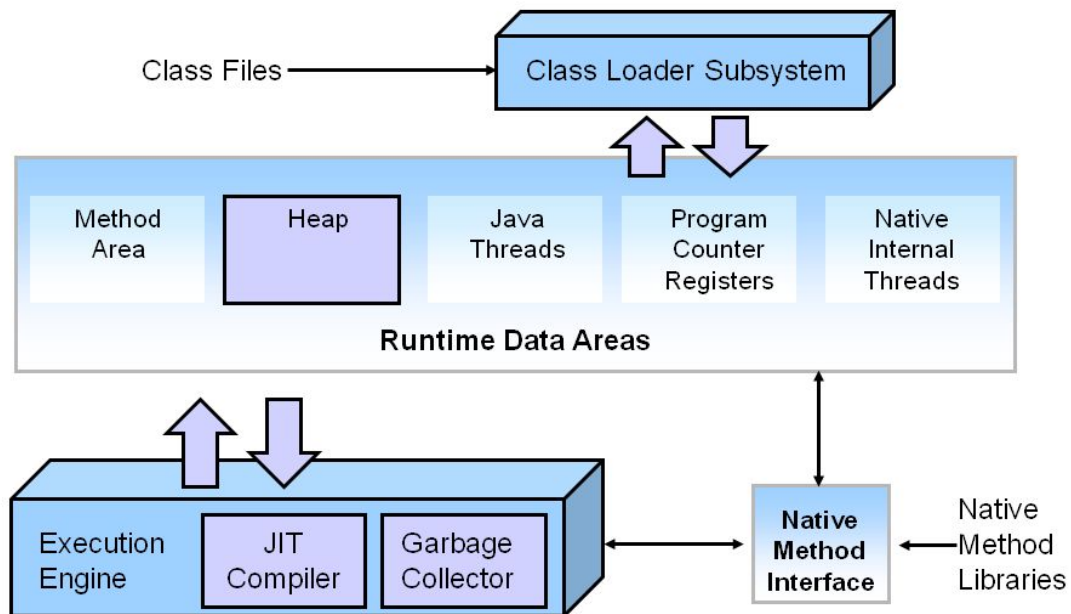 Class Files
Class Loader Subsystem
Method
Area
Heap
Java
Threads
Program
Counter
Registers
Native
Internal
Threads
Runtime Data Areas
Execution
Engine
JIT
Compiler
Garbage
Collector
Native
Method
Interface
Native
Method
Libraries